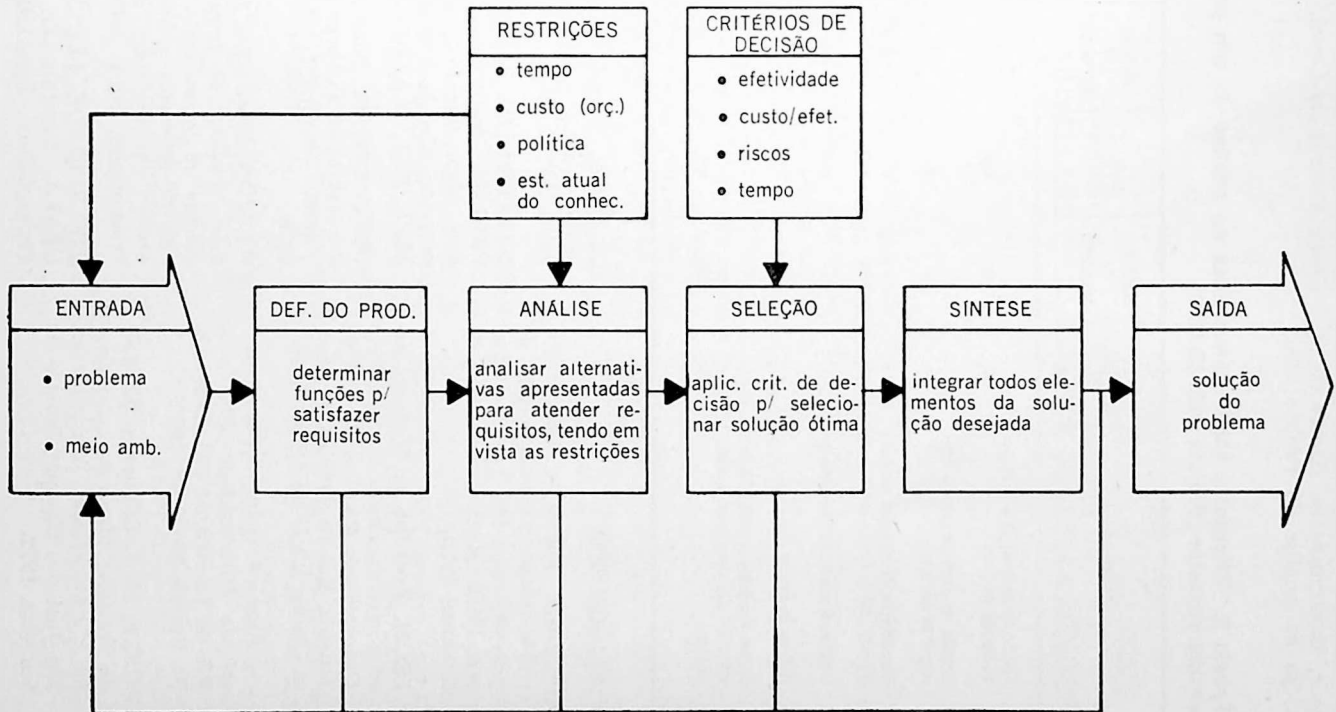 RESTRIÇÕES
• tempo
• custo (orç.)
• política
• est. atual
do conhec.
CRITÉRIOS DE
DECISÃO
• efetividade
• custo/efet.
• riscos
• tempo
ENTRADA
• problema
• meio amb.
DEF. DO PROD.
determinar
funções p/
satisfazer
requisitos
ANÁLISE
analisar alternati-
vas apresentadas
para atender re-
quisitos, tendo em
vista as restrições
SELEÇÃO
aplic. crit. de de-
cisão p/ selecio-
nar solução ótima
SÍNTESE
integrar todos ele-
mentos da solu-
ção desejada
SAÍDA
solução
do
problema